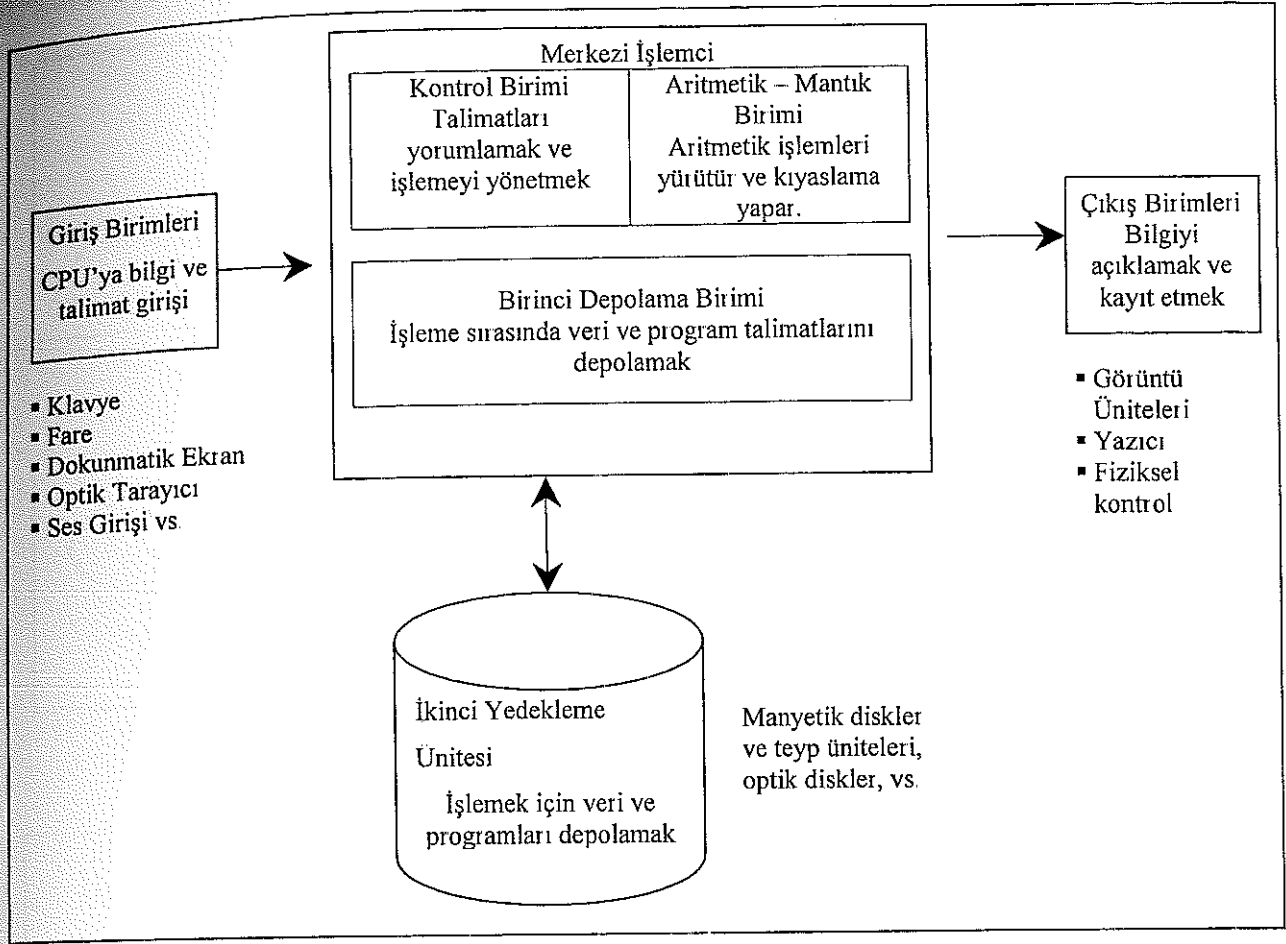 Merkezi İşlemci
Kontrol Birimi
Talimatları
yorumlamak ve
işlemeyi yönetmek
Aritmetik – Mantık
Birimi
Aritmetik işlemleri
yürütür ve kıyaslama
yapar.
Birinci Depolama Birimi
İşleme sırasında veri ve program talimatlarını
depolamak
Giriş Birimleri
CPU'ya bilgi ve
talimat girişi
▪ Klavye
▪ Fare
▪ Dokunmatik Ekran
▪ Optik Tarayıcı
▪ Ses Girişi vs.
Çıkış Birimleri
Bilgiyi
açıklamak ve
kayıt etmek
▪ Görüntü
Üniteleri
▪ Yazıcı
▪ Fiziksel
kontrol
İkinci Yedekleme
Ünitesi
İşlemek için veri ve
programları depolamak
Manyetik diskler
ve teyp üniteleri,
optik diskler, vs.